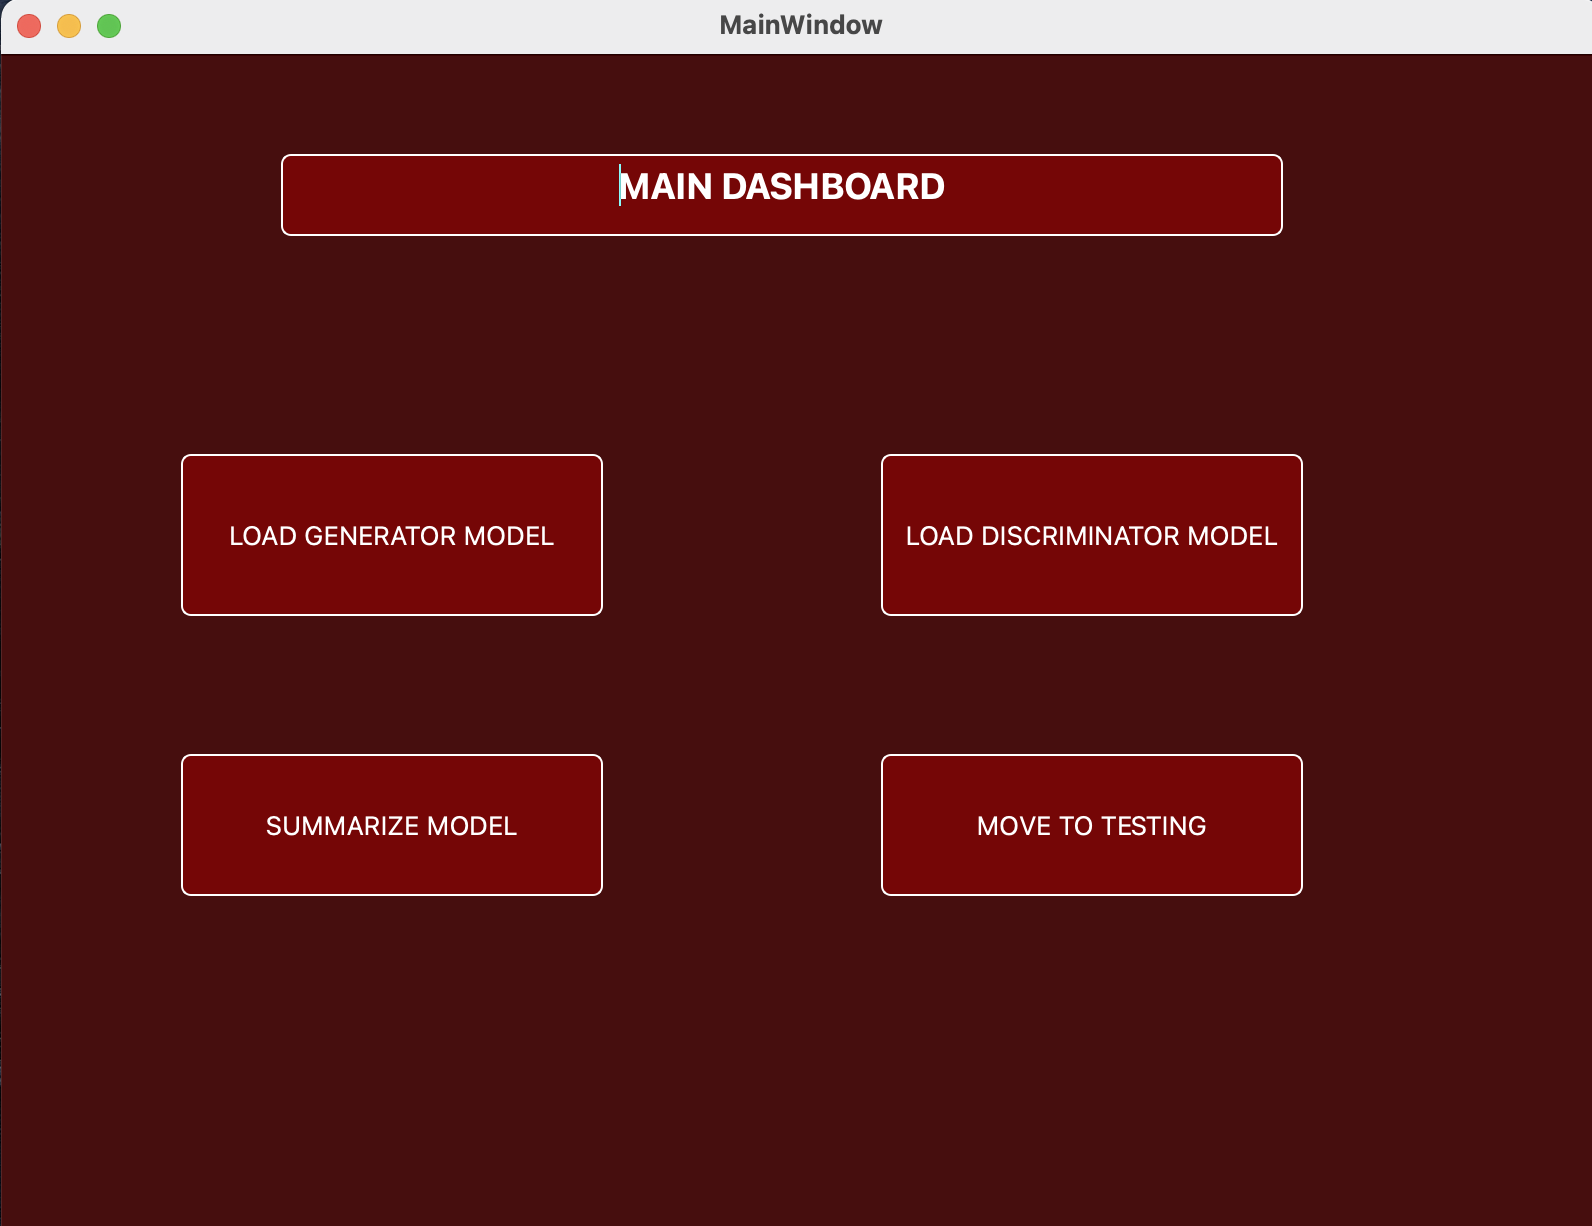 MainWindow
MAIN DASHBOARD
LOAD GENERATOR MODEL
LOAD DISCRIMINATOR MODEL
SUMMARIZE MODEL
MOVE TO TESTING